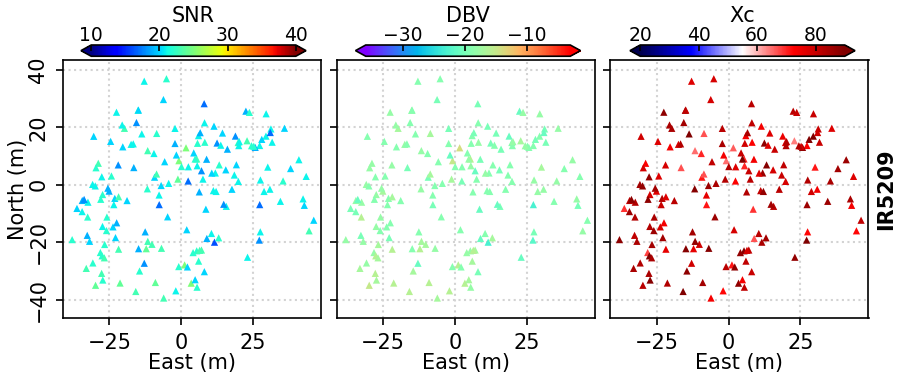 SNR DBV Xc
10 20 30 40 −30 −20 −10 20 40 60 80
40
20
0
−20
−40
North (m)
IR5209
−25 0 25 −25 0 25 −25 0 25
East (m) East (m) East (m)